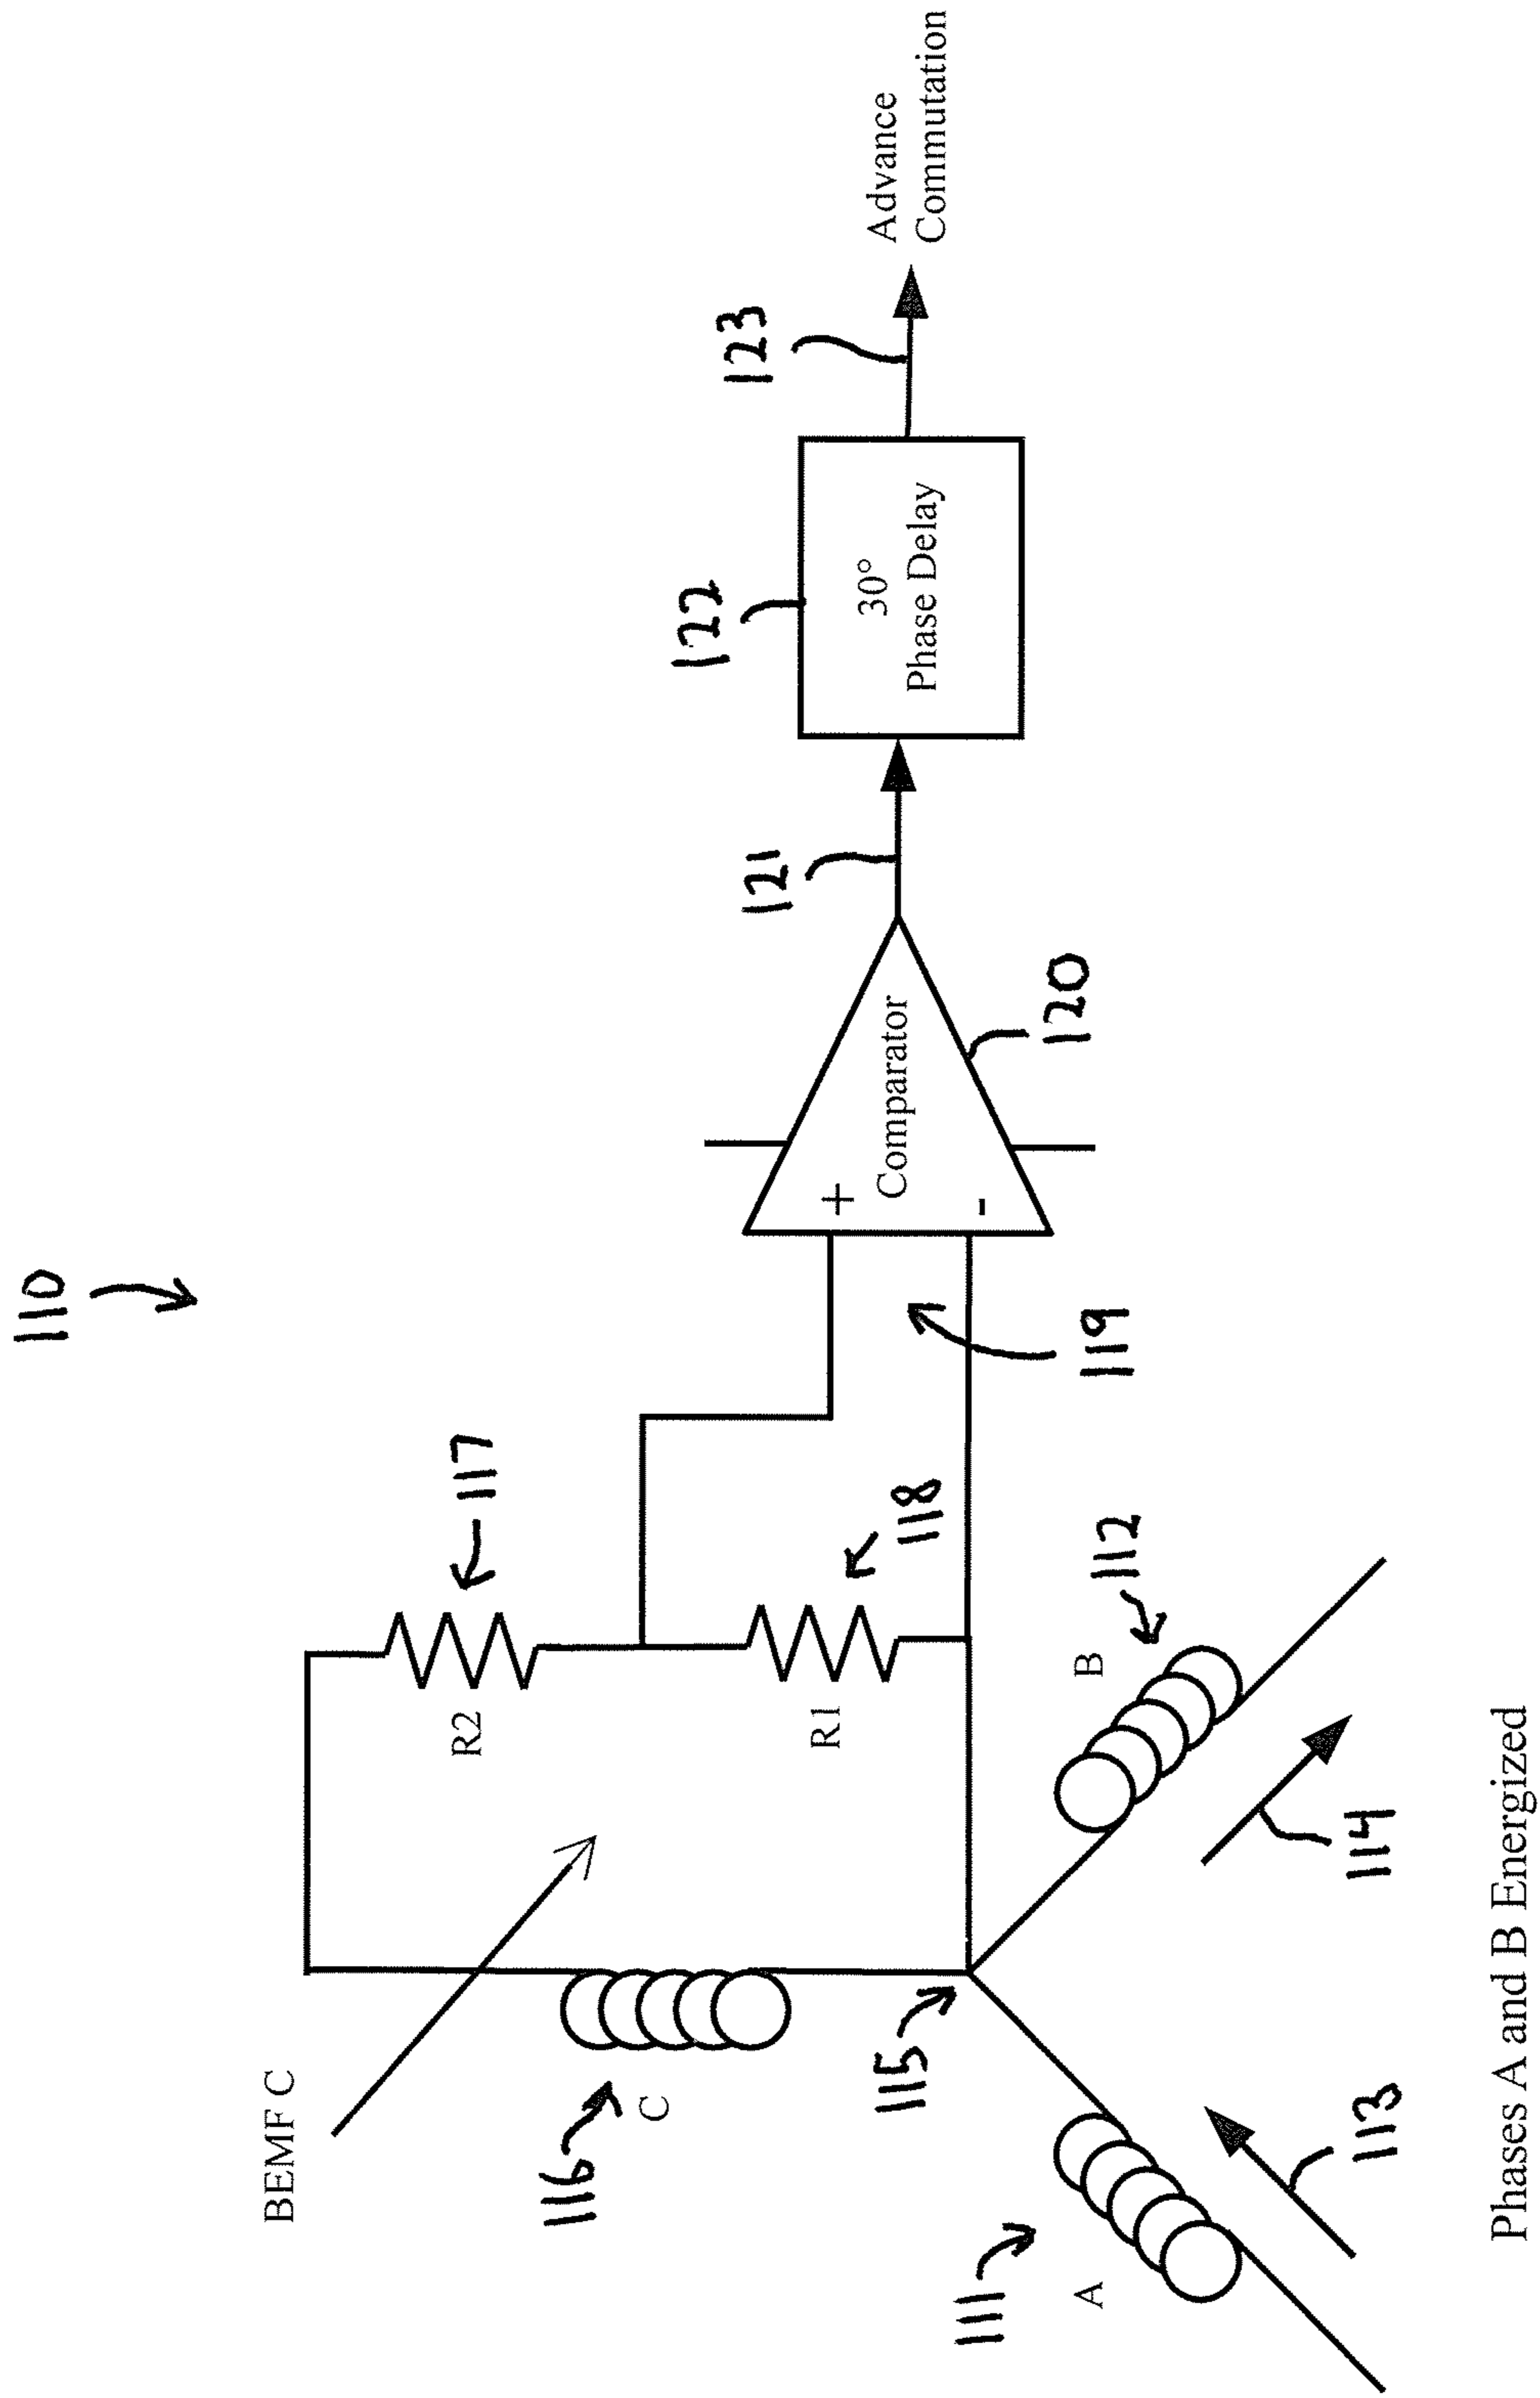 110
BEMF C
R2
117
116
C
R1
118
115
111
A
B
112
113
114
119
+
-
Comparator
120
121
122
30°
Phase Delay
123
Advance
Commutation
Phases A and B Energized